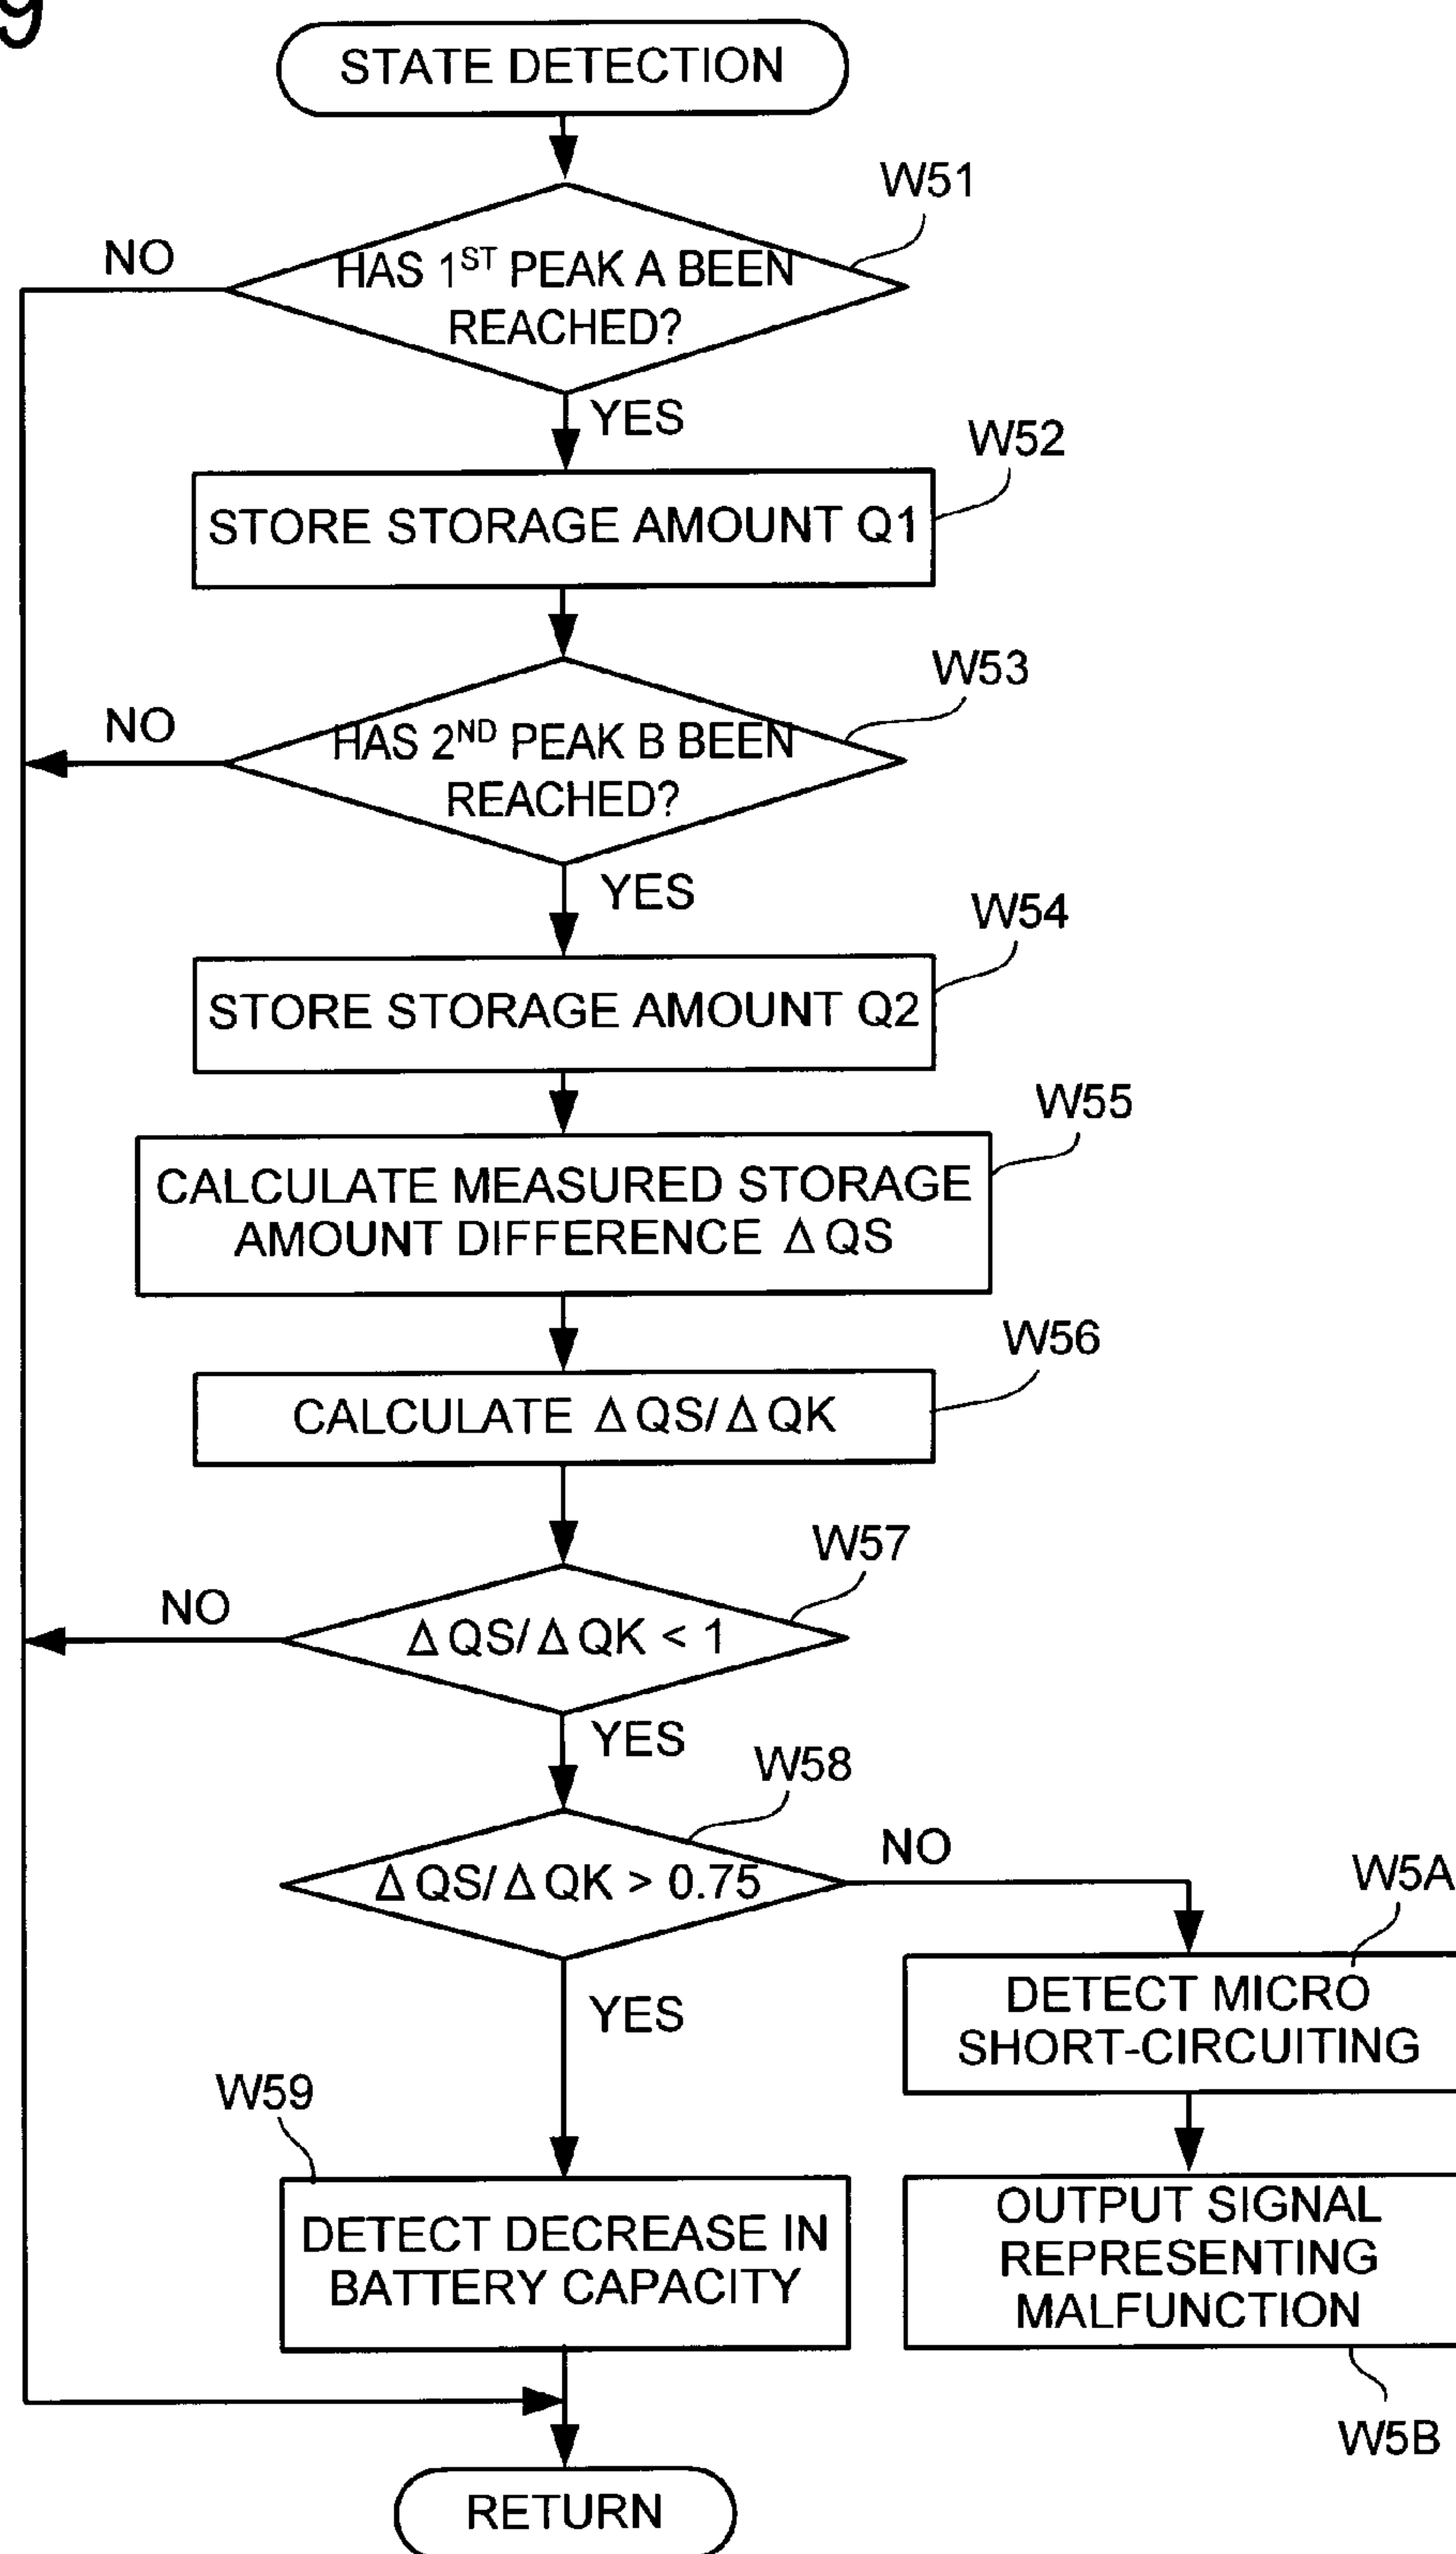 9
STATE DETECTION
W51
NO
HAS 1ST PEAK A BEEN
REACHED?
YES
W52
STORE STORAGE AMOUNT Q1
W53
NO
HAS 2ND PEAK B BEEN
REACHED?
YES
W54
STORE STORAGE AMOUNT Q2
W55
CALCULATE MEASURED STORAGE
AMOUNT DIFFERENCE ΔQS
W56
CALCULATE ΔQS/ΔQK
W57
NO
ΔQS/ΔQK < 1
YES
W58
NO
ΔQS/ΔQK > 0.75
W5A
DETECT MICRO
SHORT-CIRCUITING
YES
W59
DETECT DECREASE IN
BATTERY CAPACITY
OUTPUT SIGNAL
REPRESENTING
MALFUNCTION
W5B
RETURN